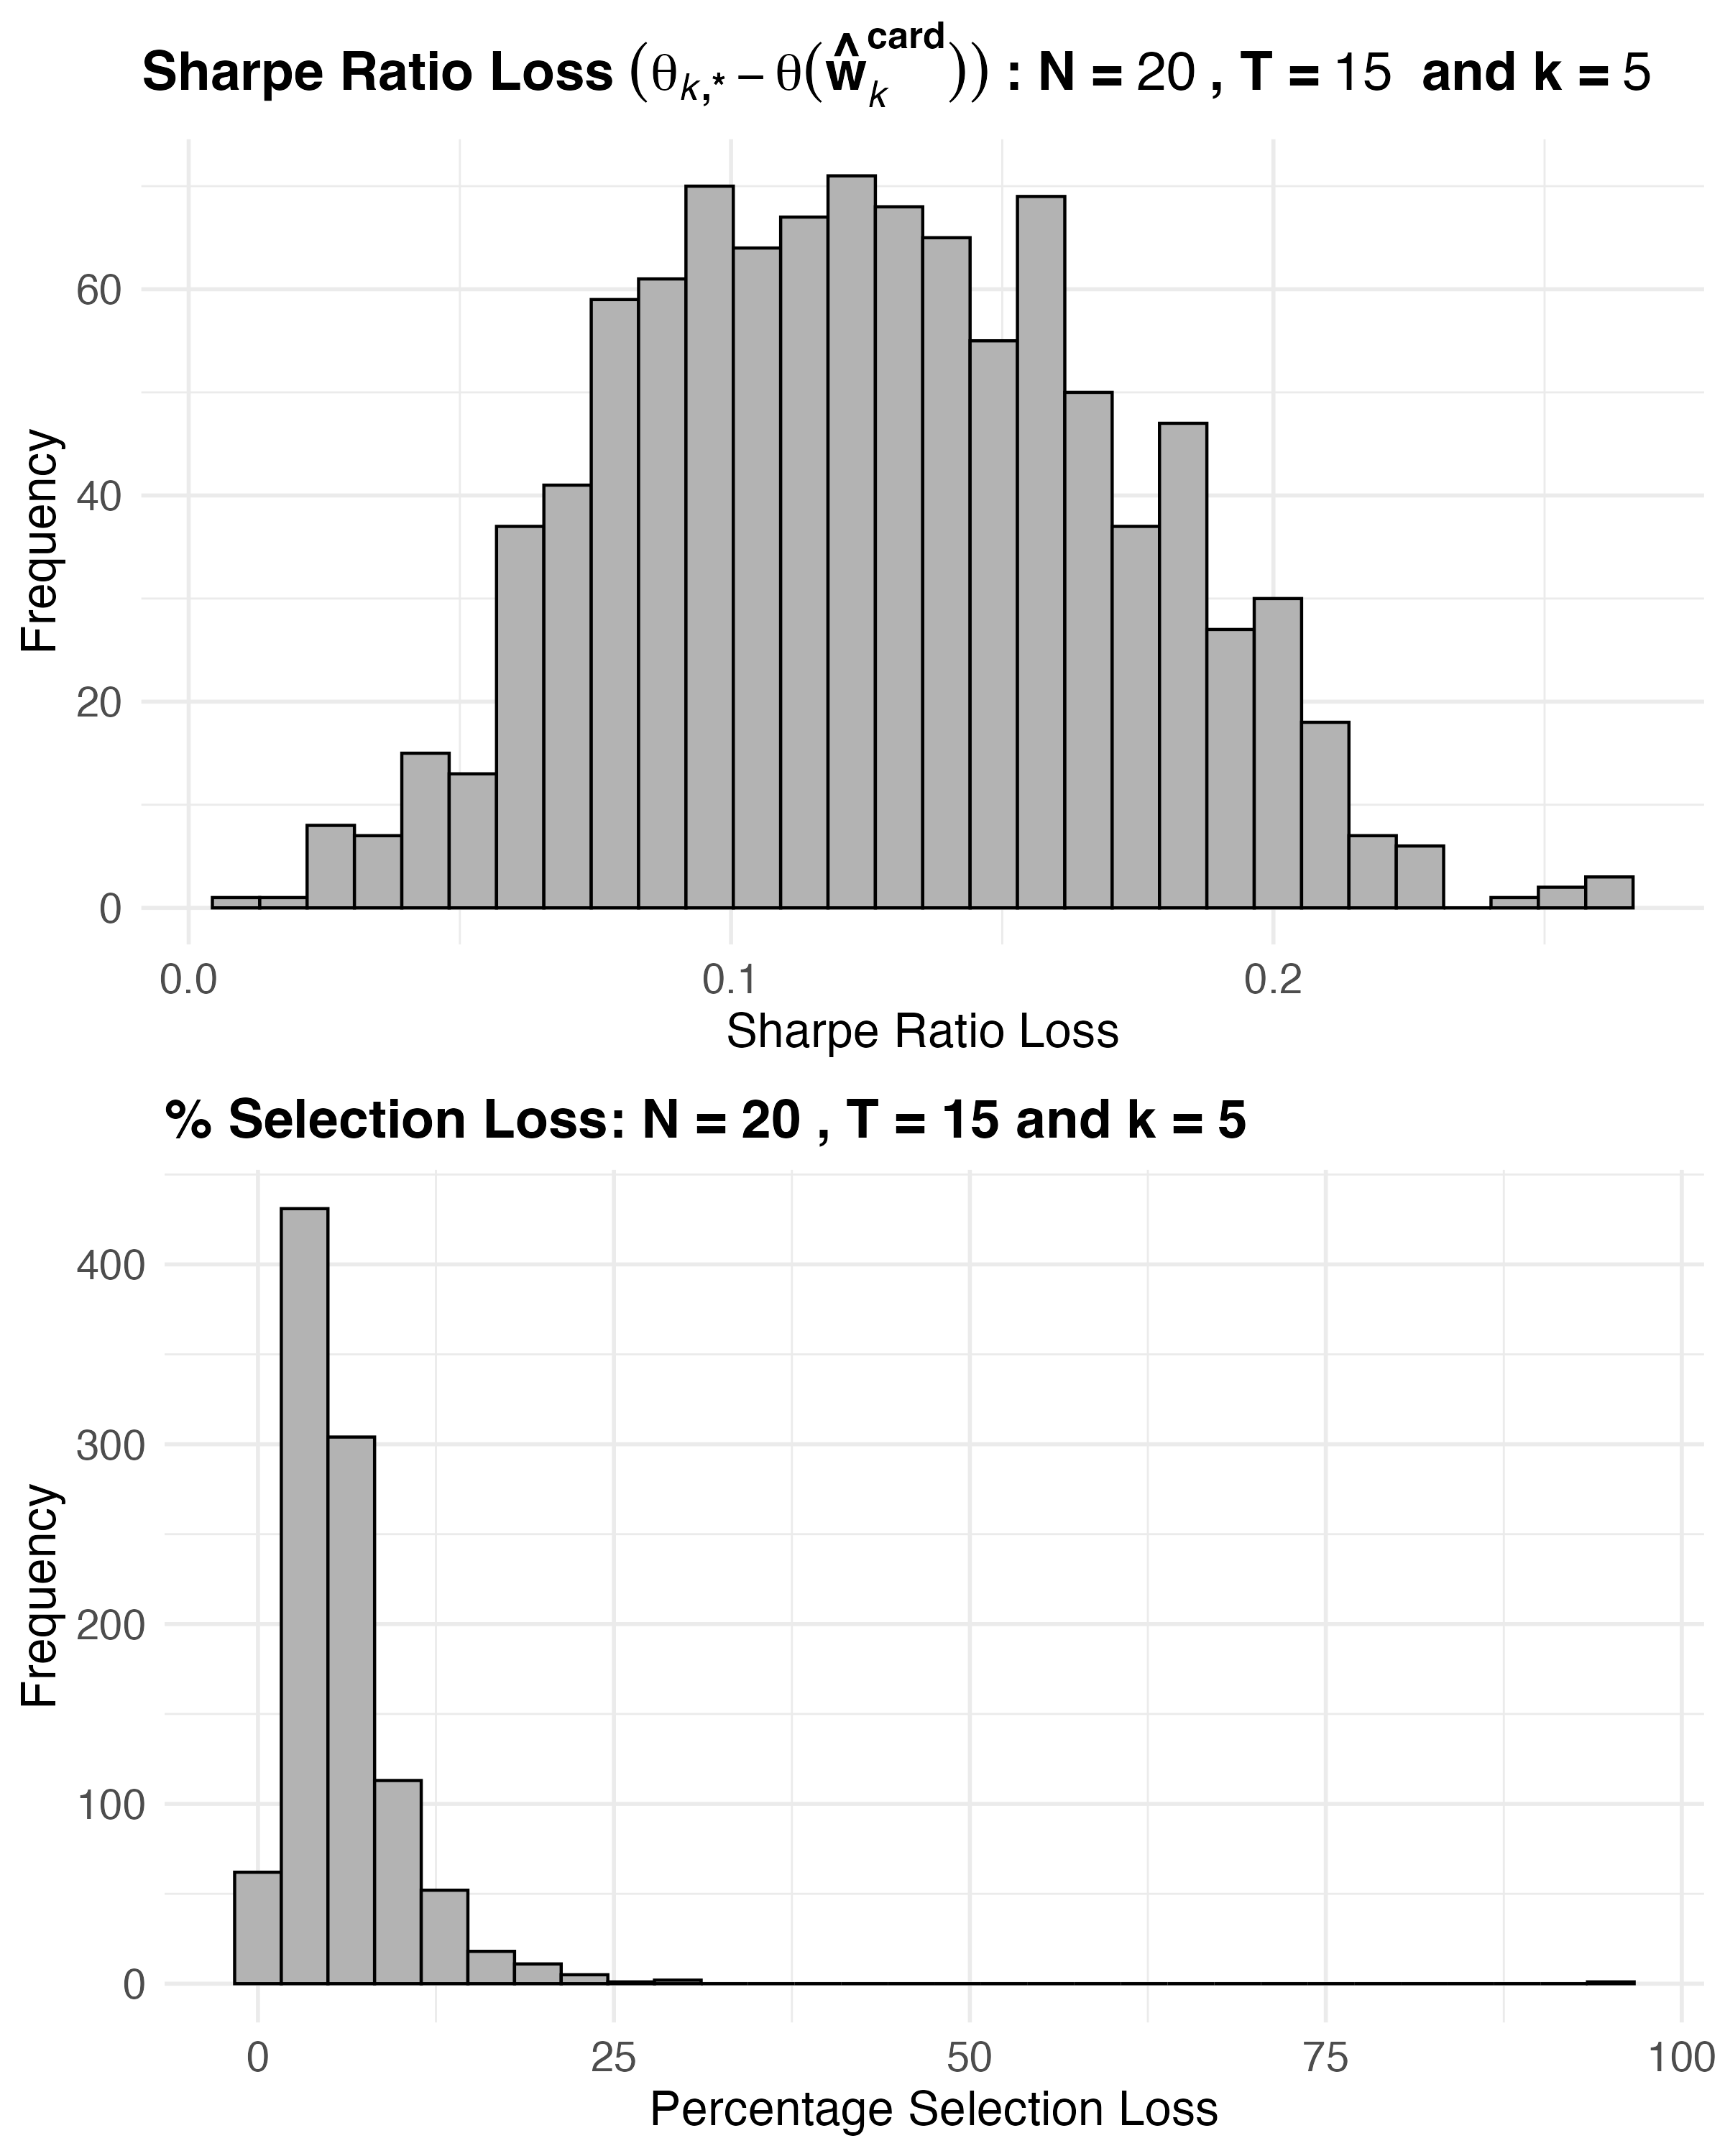 Sharpe Ratio Loss (θk,* − θ(ŵkcard)) : N = 20 , T = 15 and k = 5
Frequency
60
40
20
0
0.0 0.1 0.2
Sharpe Ratio Loss
% Selection Loss: N = 20 , T = 15 and k = 5
Frequency
400
300
200
100
0
0 25 50 75 100
Percentage Selection Loss